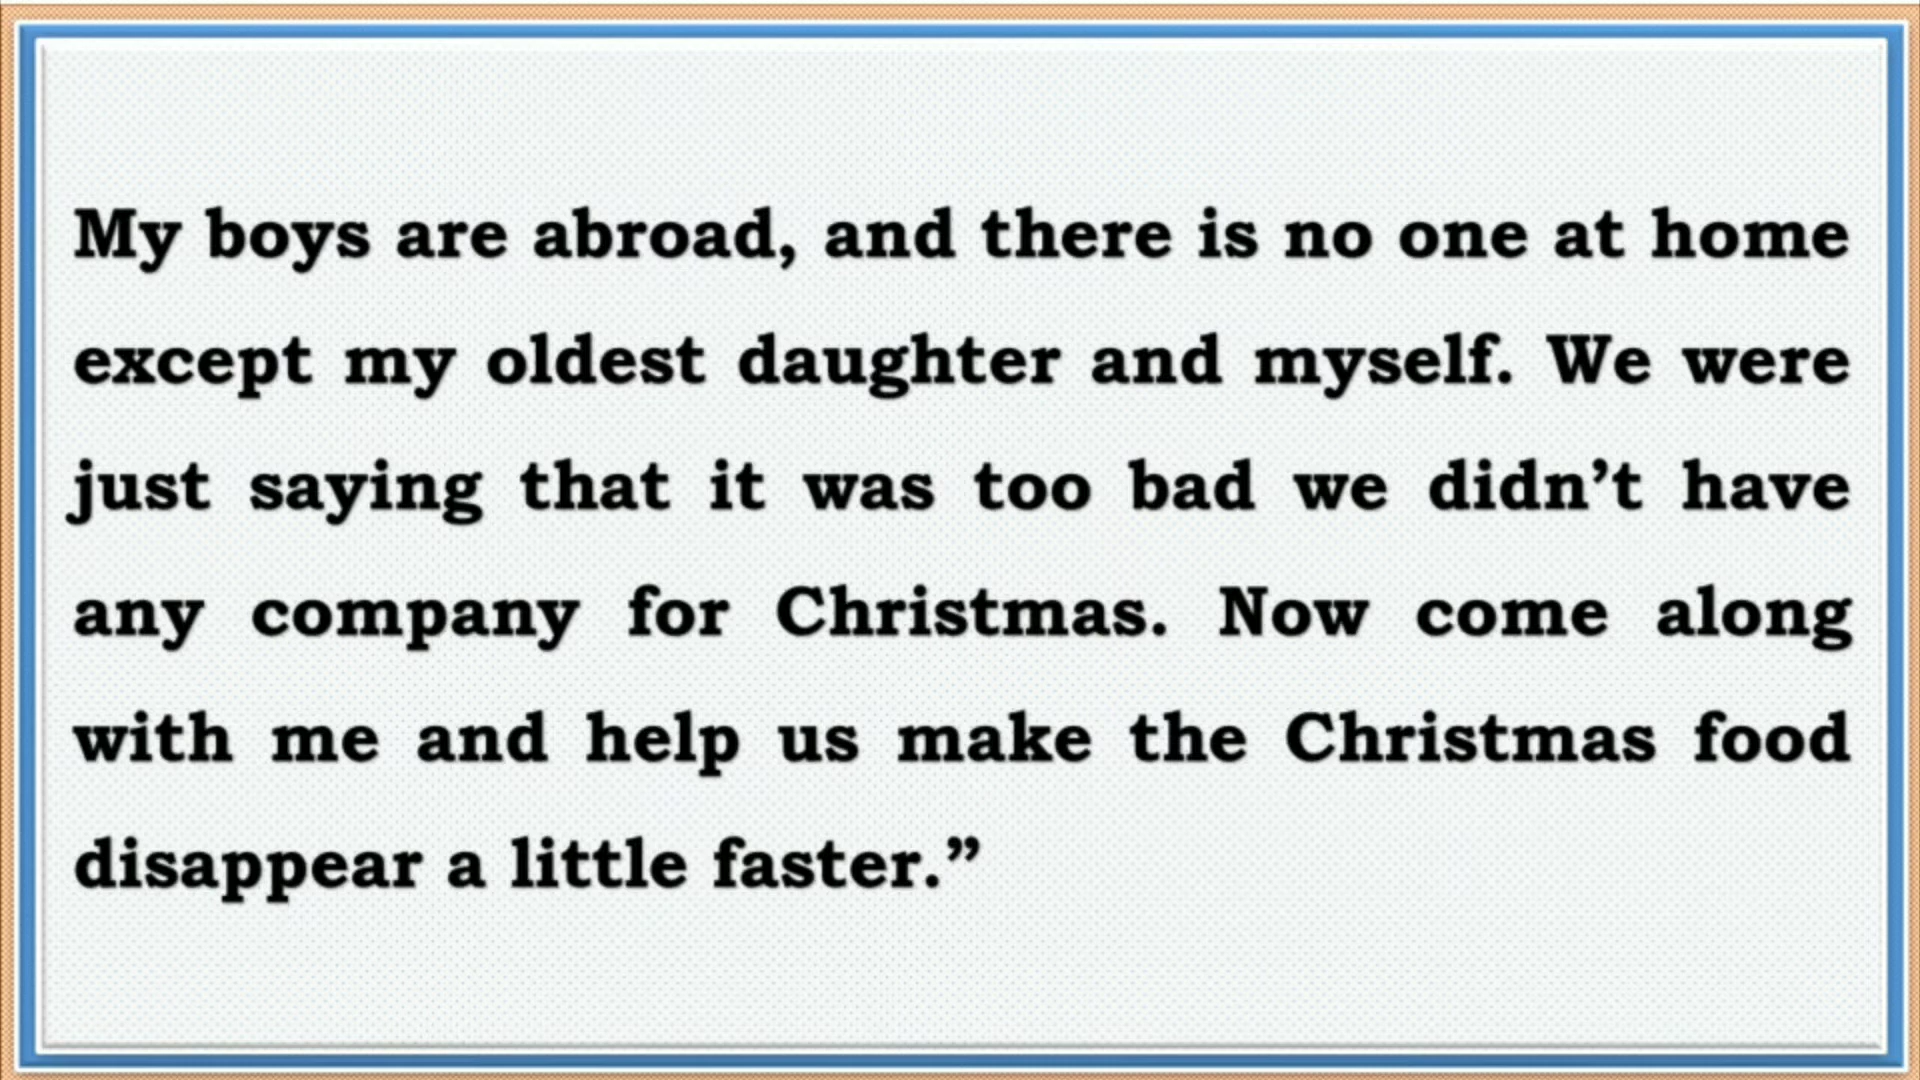 My boys are abroad, and there is no one at home
except my oldest daughter and myself. We were
just saying that it was too bad we didn’t have
any company for Christmas. Now come along
with me and help us make the Christmas food
disappear a little faster.”